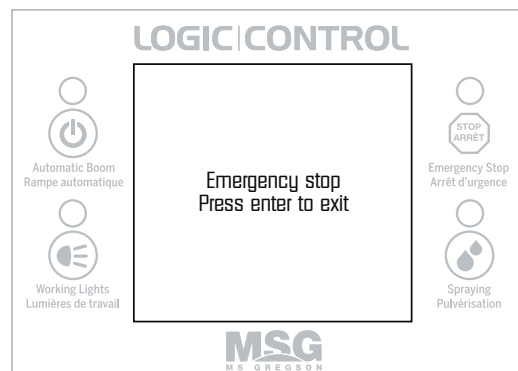 LOGIC|CONTROL
Automatic Boom
Rampe automatique
Working Lights
Lumières de travail
Emergency stop
Press enter to exit
STOP
ARRÊT
Emergency Stop
Arrêt d'urgence
Spraying
Pulvérisation
MSG
MS GREGSON